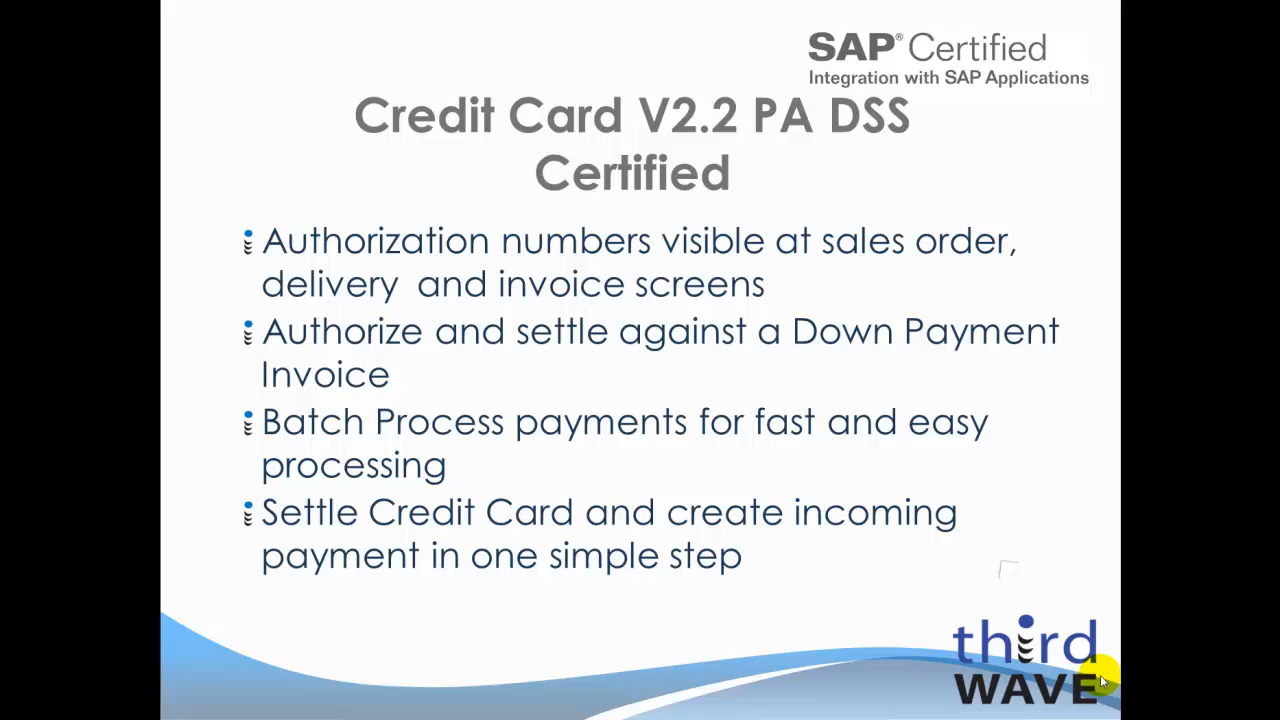 SAP® Certified
Integration with SAP Applications
Credit Card V2.2 PA DSS
Certified
Authorization numbers visible at sales order,
delivery and invoice screens
Authorize and settle against a Down Payment
Invoice
Batch Process payments for fast and easy
processing
Settle Credit Card and create incoming
payment in one simple step
third
WAVE